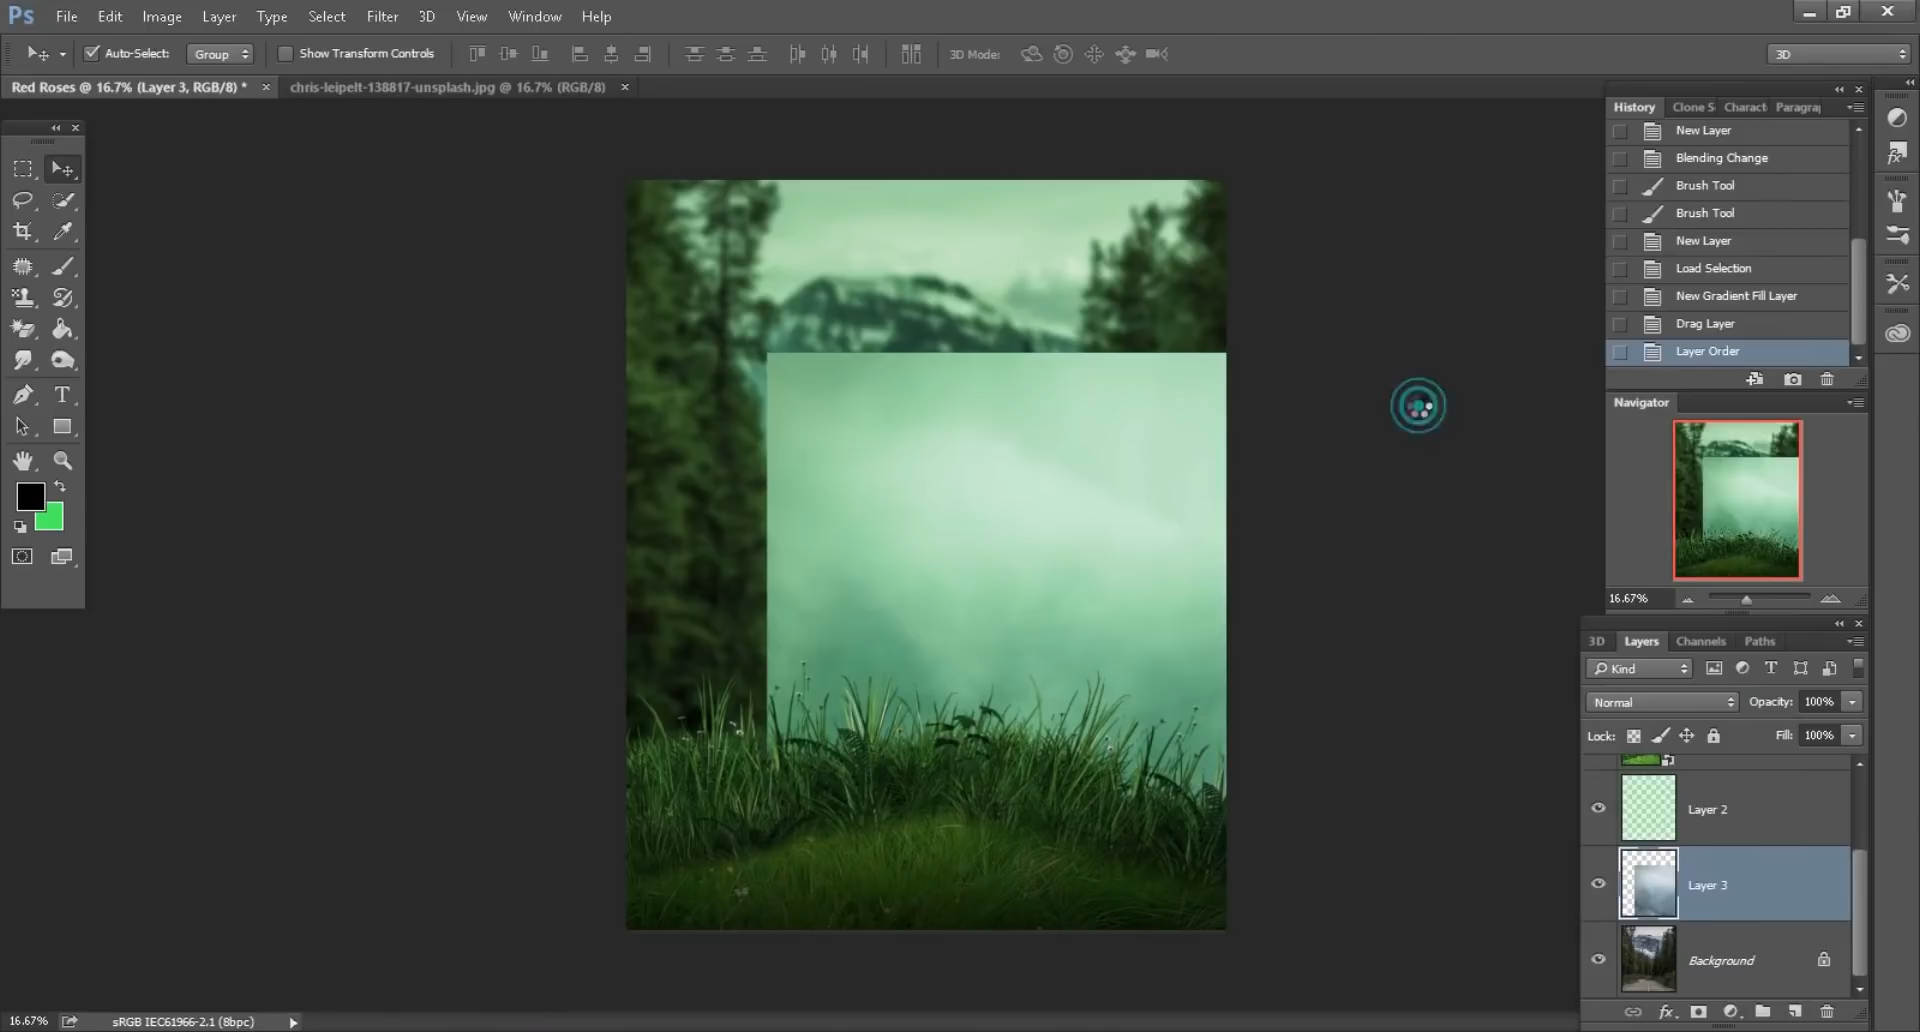 Ps File Edit Image Layer Type Select Filter 3D View Window Help
Auto-Select: Group Show Transform Controls 3D Mode: 3D
Red Roses @ 16.7% (Layer 3, RGB/8) * × chris-leipelt-138817-unsplash.jpg @ 16.7% (RGB/8) ×
History Clone S Charact Paragra
New Layer
Blending Change
Brush Tool
Brush Tool
New Layer
Load Selection
New Gradient Fill Layer
Drag Layer
Layer Order
Navigator
16.67%
3D Layers Channels Paths
Kind
Normal Opacity: 100%
Lock: Fill: 100%
Layer 2
Layer 3
Background
fx
16.67% sRGB IEC61966-2.1 (8bpc)